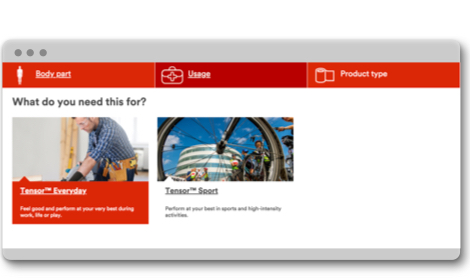 Body part
Usage
Product type
What do you need this for?
Tensor™ Everyday
Feel good and perform at your very best during
work, life or play.
Tensor™ Sport
Perform at your best in sports and high-intensity
activities.